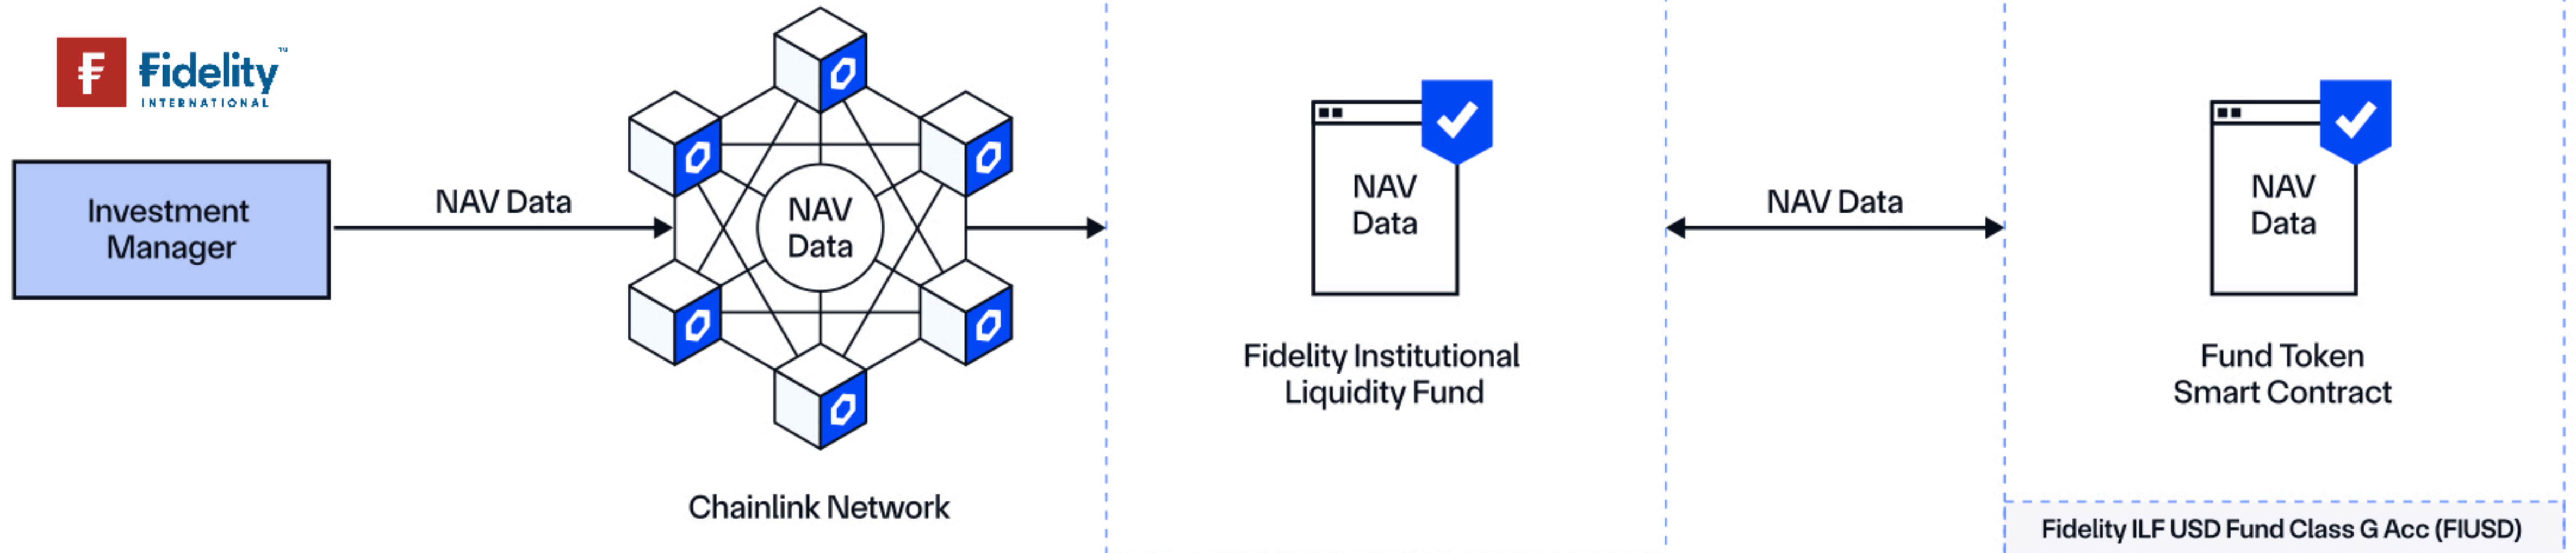 Fidelity™
INTERNATIONAL
Investment
Manager
NAV Data
NAV
Data
Chainlink Network
NAV
Data
Fidelity Institutional
Liquidity Fund
NAV Data
NAV
Data
Fund Token
Smart Contract
Fidelity ILF USD Fund Class G Acc (FIUSD)